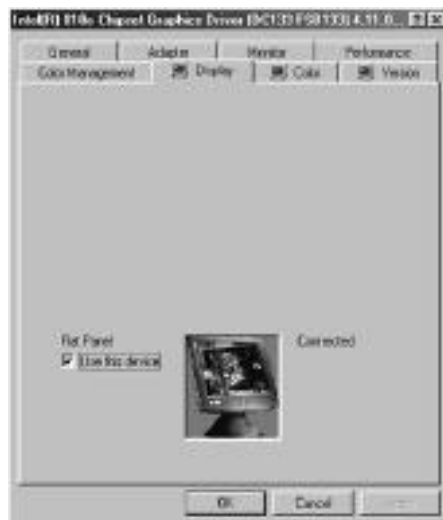 Intel(R) 810e Chipset Graphics Driver (DC133 FSB133) 4.11.0...
General Adapter Monitor Performance
Color Management Display Color Version
Flat Panel
Connected
Use this device
OK Cancel